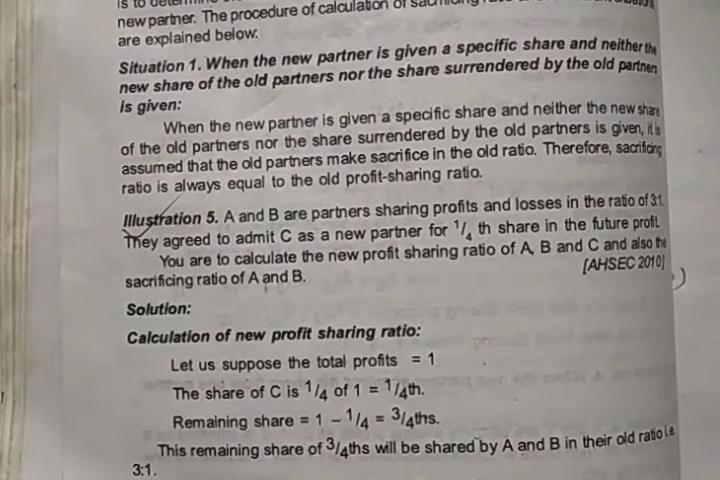 new partner. The procedure of calculation of
are explained below.
Situation 1. When the new partner is given a specific share and neither the
new share of the old partners nor the share surrendered by the old partners
is given:
When the new partner is given a specific share and neither the new share
of the old partners nor the share surrendered by the old partners is given, it is
assumed that the old partners make sacrifice in the old ratio. Therefore, sacrificing
ratio is always equal to the old profit-sharing ratio.
Illustration 5. A and B are partners sharing profits and losses in the ratio of 3:1.
They agreed to admit C as a new partner for 1/4 th share in the future profit.
You are to calculate the new profit sharing ratio of A, B and C and also the
sacrificing ratio of A and B. [AHSEC 2010]
Solution:
Calculation of new profit sharing ratio:
Let us suppose the total profits = 1
The share of C is 1/4 of 1 = 1/4th.
Remaining share = 1 – 1/4 = 3/4ths.
This remaining share of 3/4ths will be shared by A and B in their old ratio i.e
3:1.